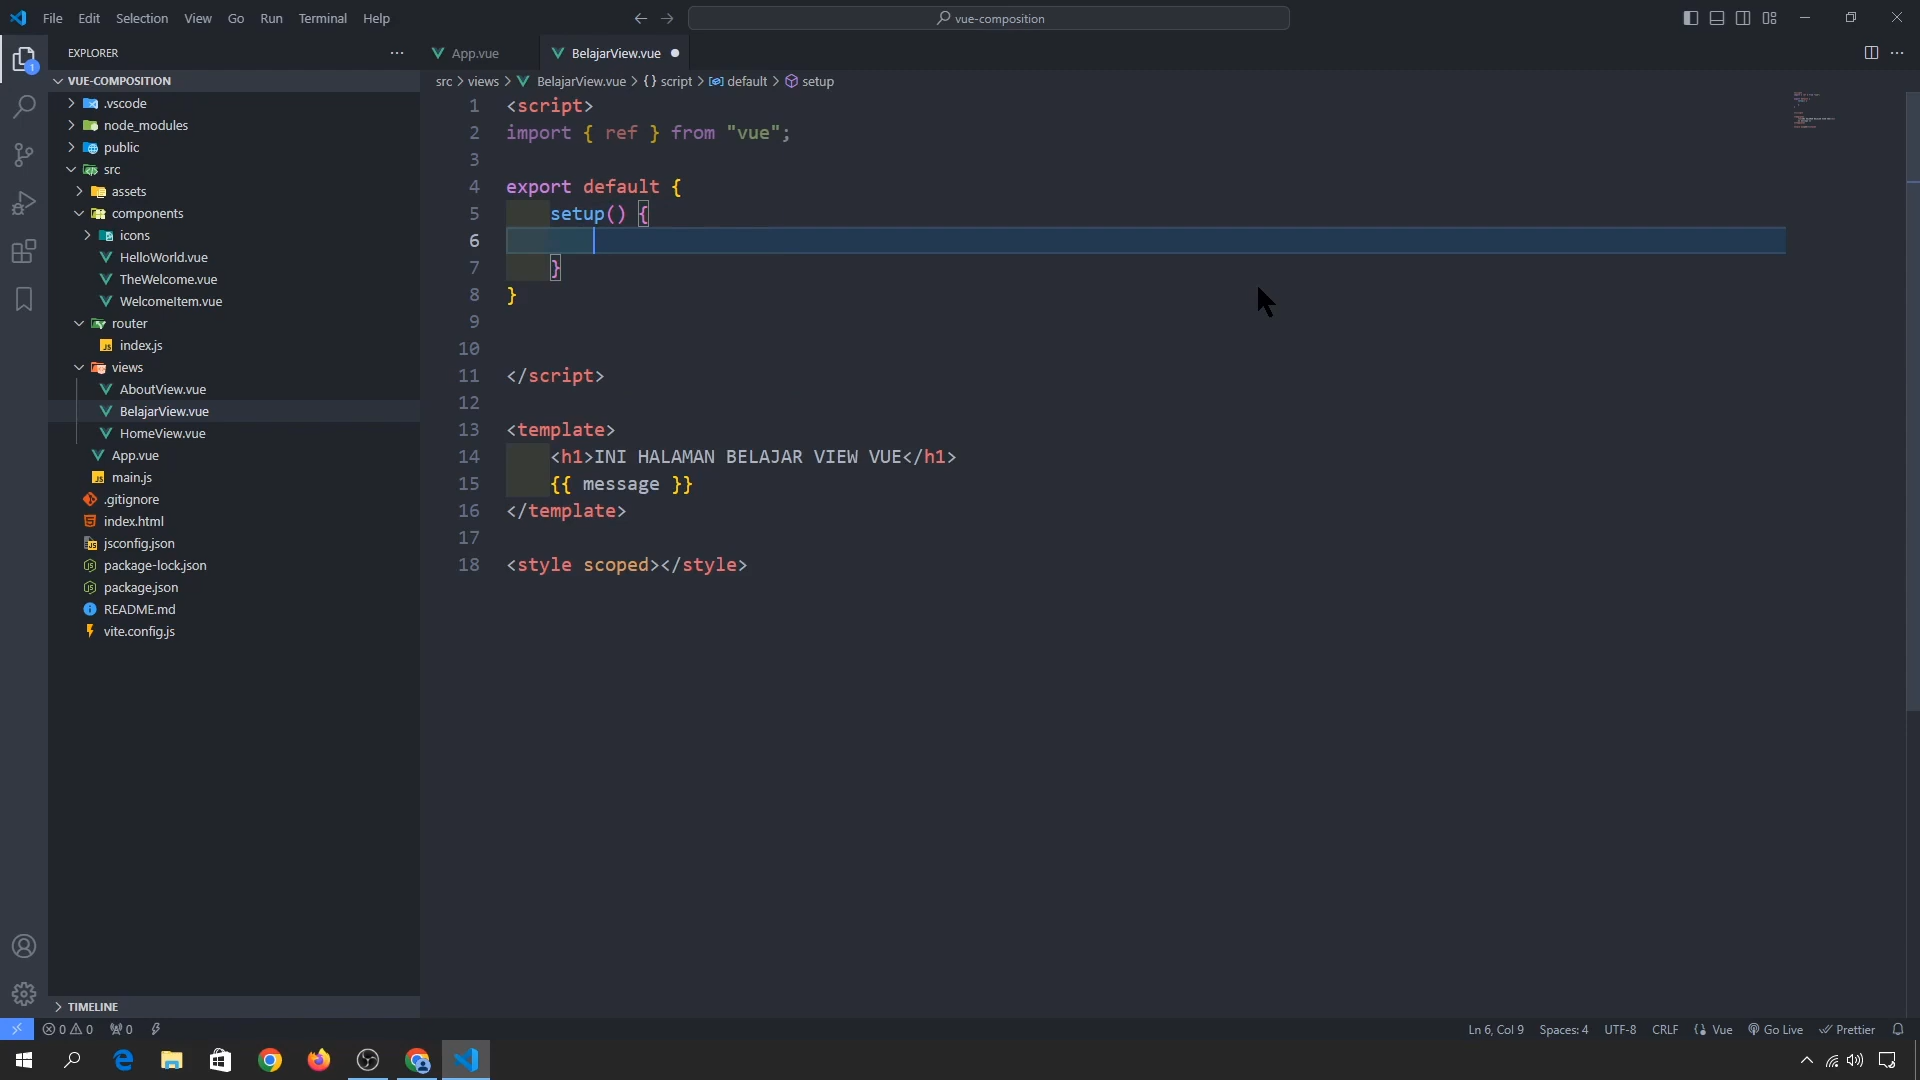 File Edit Selection View Go Run Terminal Help
vue-composition
EXPLORER
App.vue
BelajarView.vue
VUE-COMPOSITION
src > views > BelajarView.vue > {} script > default > setup
.vscode
node_modules
public
src
assets
components
icons
HelloWorld.vue
TheWelcome.vue
WelcomeItem.vue
router
index.js
views
AboutView.vue
BelajarView.vue
HomeView.vue
App.vue
main.js
.gitignore
index.html
jsconfig.json
package-lock.json
package.json
README.md
vite.config.js
TIMELINE
1 <script>
2 import { ref } from "vue";
3
4 export default {
5 setup() {
6
7 }
8 }
9
10
11 </script>
12
13 <template>
14 <h1>INI HALAMAN BELAJAR VIEW VUE</h1>
15 {{ message }}
16 </template>
17
18 <style scoped></style>
1
0 0 0
Ln 6, Col 9 Spaces: 4 UTF-8 CRLF Vue Go Live Prettier